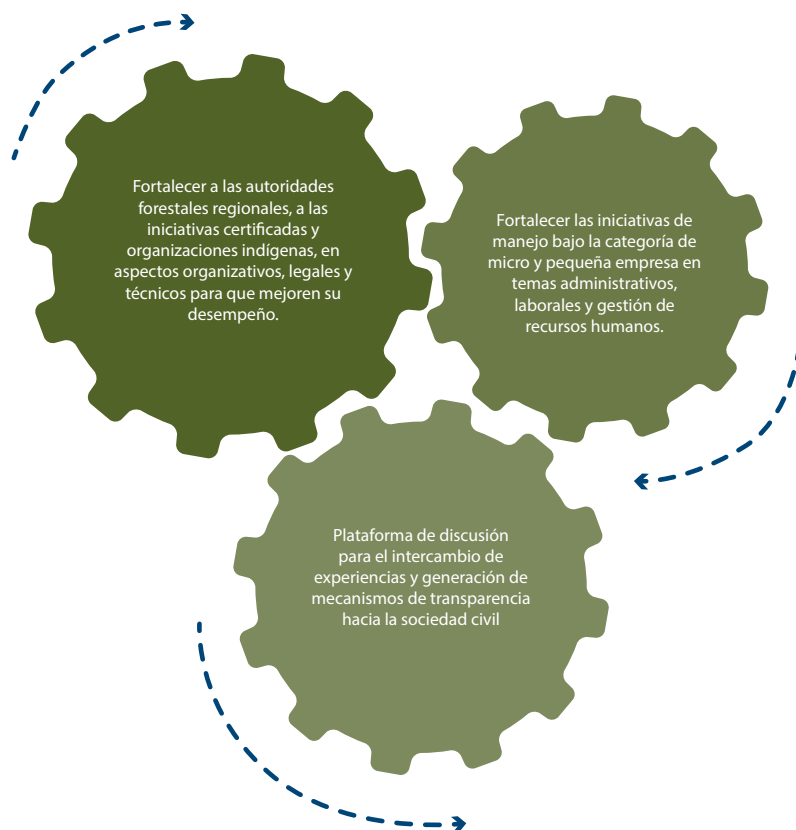 Fortalecer a las autoridades
forestales regionales, a las
iniciativas certificadas y
organizaciones indígenas, en
aspectos organizativos, legales y
técnicos para que mejoren su
desempeño.
Fortalecer las iniciativas de
manejo bajo la categoría de
micro y pequeña empresa en
temas administrativos,
laborales y gestión de
recursos humanos.
Plataforma de discusión
para el intercambio de
experiencias y generación de
mecanismos de transparencia
hacia la sociedad civil